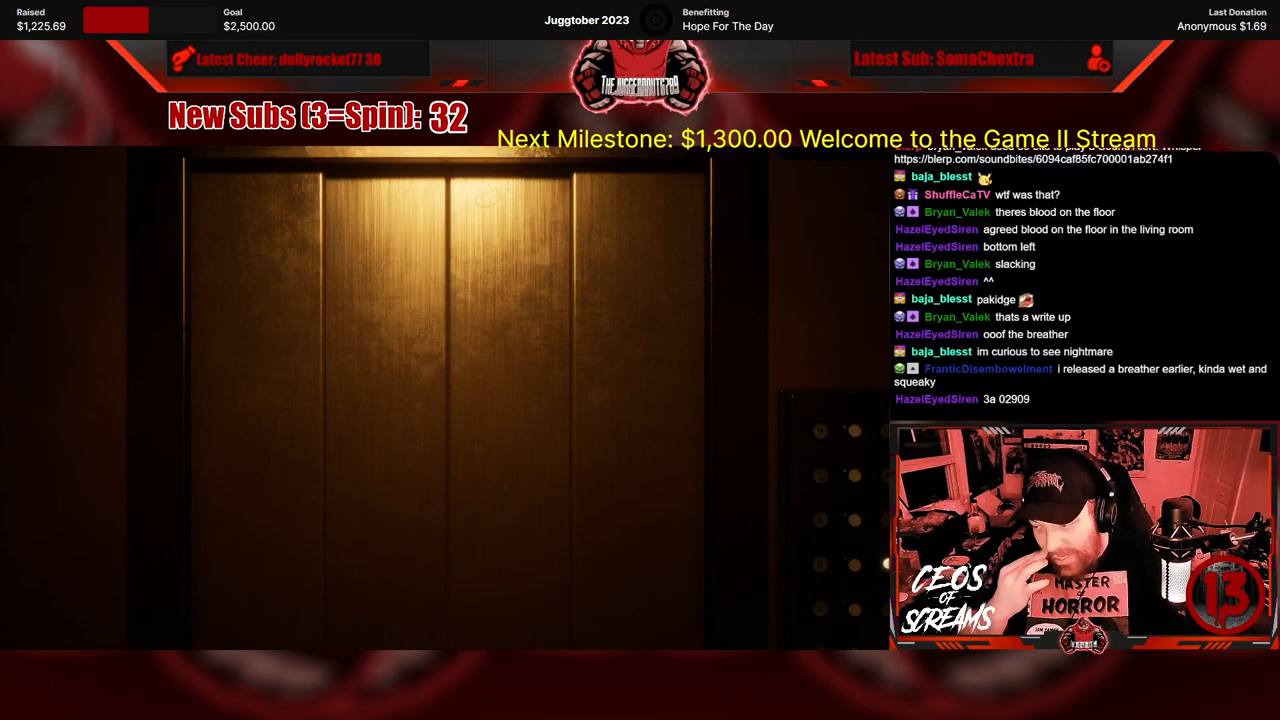 Raised
$1,225.69
Goal
$2,500.00
Juggtober 2023
Benefitting
Hope For The Day
Last Donation
Anonymous $1.69
Latest Cheer: dollyrocket77 30
THEJUGGERNAUT6789
Latest Sub: SomaChextra
New Subs (3=Spin): 32
Next Milestone: $1,300.00 Welcome to the Game II Stream
https://blerp.com/soundbites/6094caf85fc700001ab274f1
baja_blesst
ShuffleCaTV wtf was that?
Bryan_Valek theres blood on the floor
HazelEyedSiren agreed blood on the floor in the living room
HazelEyedSiren bottom left
Bryan_Valek slacking
HazelEyedSiren ^^
baja_blesst pakidge
Bryan_Valek thats a write up
HazelEyedSiren ooof the breather
baja_blesst im curious to see nightmare
FranticDisembowelment i released a breather earlier, kinda wet and
squeaky
HazelEyedSiren 3a 02909
CEOS
OF
SCREAMS
MASTER
HORROR
13